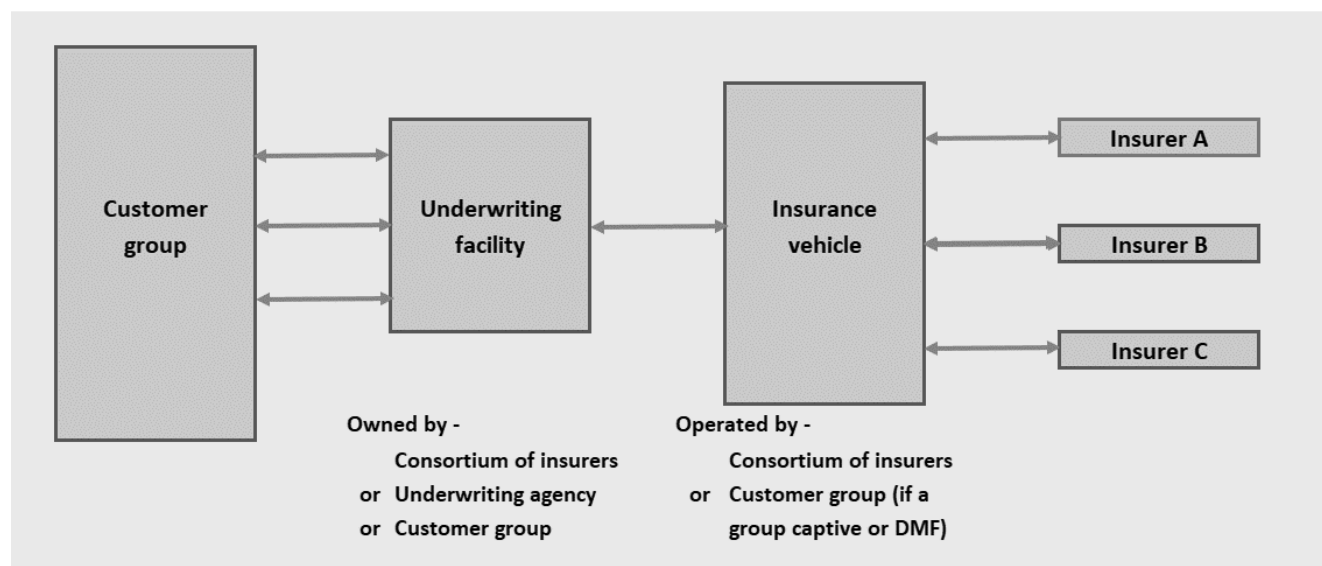 Customer
group
Underwriting
facility
Insurance
vehicle
Insurer A
Insurer B
Insurer C
Owned by -
Consortium of insurers
or Underwriting agency
or Customer group
Operated by -
Consortium of insurers
or Customer group (if a
group captive or DMF)